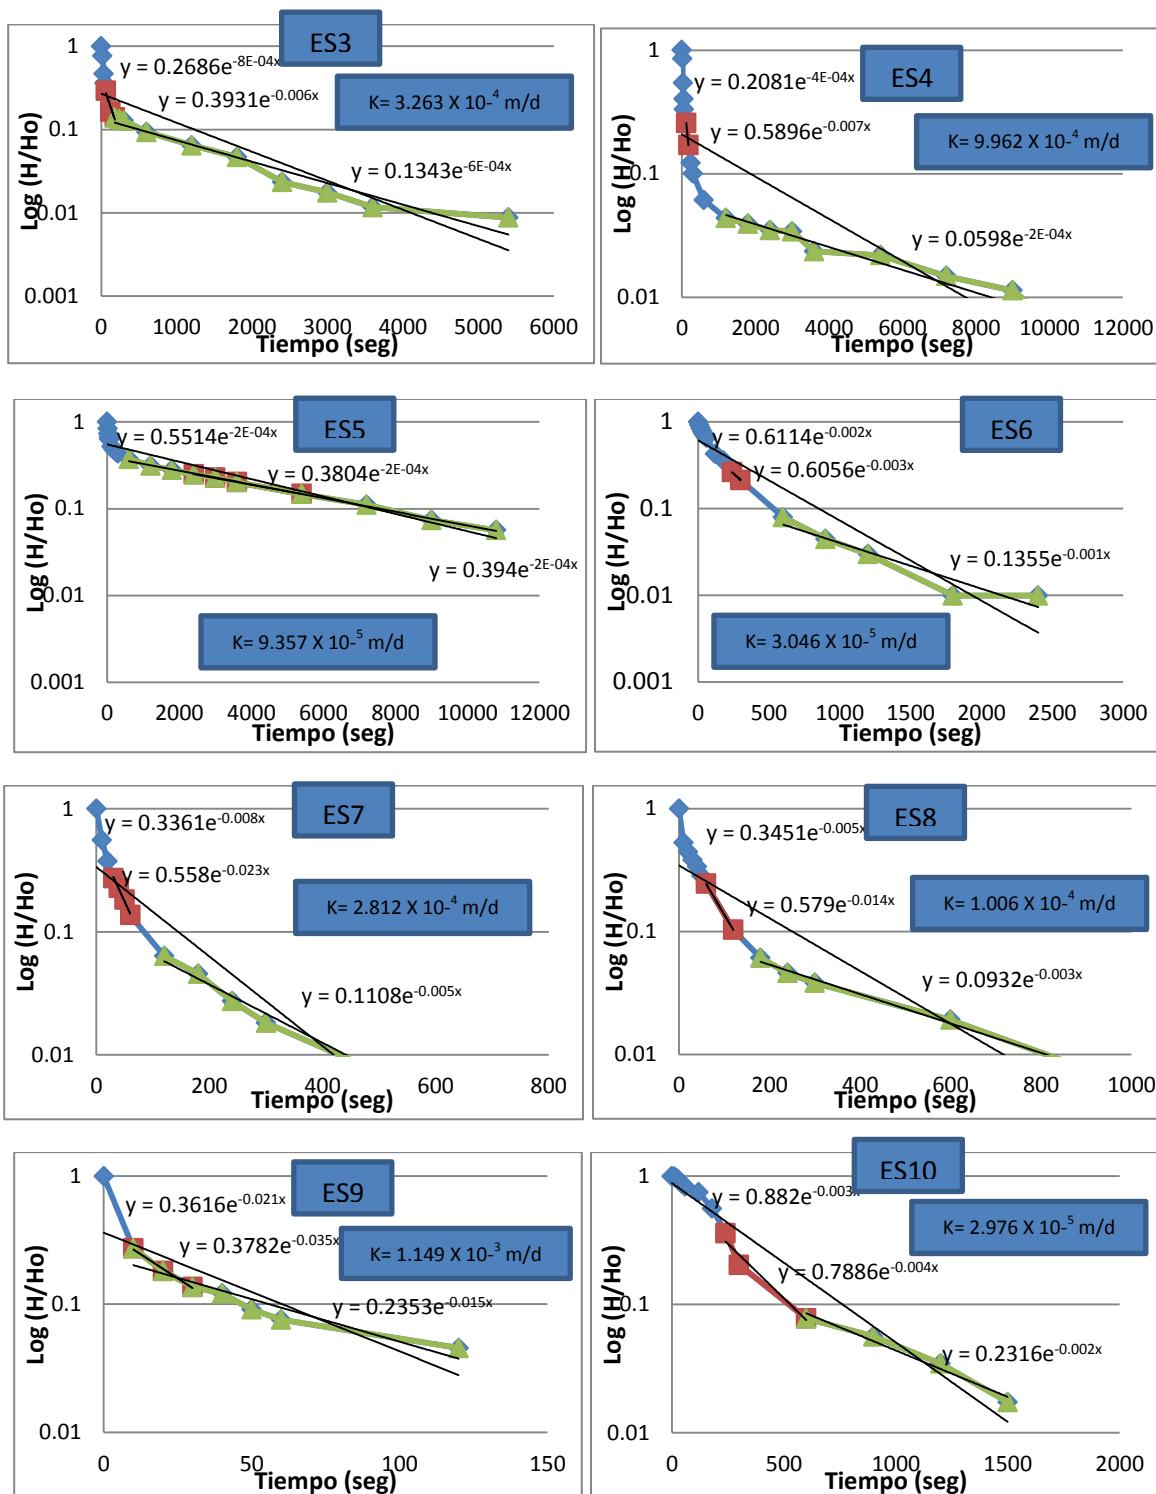 ES3
1
y = 0.2686e-8E-04x
y = 0.3931e-0.006x
K= 3.263 X 10-4 m/d
0.1
y = 0.1343e-6E-04x
0.01
0.001
Log (H/Ho)
0 1000 2000 3000 4000 5000 6000
Tiempo (seg)
ES4
1
y = 0.2081e-4E-04x
y = 0.5896e-0.007x
K= 9.962 X 10-4 m/d
0.1
y = 0.0598e-2E-04x
0.01
Log (H/Ho)
0 2000 4000 6000 8000 10000 12000
Tiempo (seg)
ES5
1
y = 0.5514e-2E-04x
y = 0.3804e-2E-04x
0.1
y = 0.394e-2E-04x
0.01
K= 9.357 X 10-5 m/d
0.001
Log (H/Ho)
0 2000 4000 6000 8000 10000 12000
Tiempo (seg)
ES6
1
y = 0.6114e-0.002x
y = 0.6056e-0.003x
0.1
y = 0.1355e-0.001x
0.01
K= 3.046 X 10-5 m/d
0.001
Log (H/Ho)
0 500 1000 1500 2000 2500 3000
Tiempo (seg)
ES7
1
y = 0.3361e-0.008x
y = 0.558e-0.023x
K= 2.812 X 10-4 m/d
0.1
y = 0.1108e-0.005x
0.01
Log (H/Ho)
0 200 400 600 800
Tiempo (seg)
ES8
1
y = 0.3451e-0.005x
y = 0.579e-0.014x
K= 1.006 X 10-4 m/d
0.1
y = 0.0932e-0.003x
0.01
Log (H/Ho)
0 200 400 600 800 1000
Tiempo (seg)
ES9
1
y = 0.3616e-0.021x
y = 0.3782e-0.035x
K= 1.149 X 10-3 m/d
0.1
y = 0.2353e-0.015x
0.01
Log (H/Ho)
0 50 100 150
Tiempo (seg)
ES10
1
y = 0.882e-0.003x
K= 2.976 X 10-5 m/d
y = 0.7886e-0.004x
0.1
y = 0.2316e-0.002x
0.01
Log (H/Ho)
0 500 1000 1500 2000
Tiempo (seg)